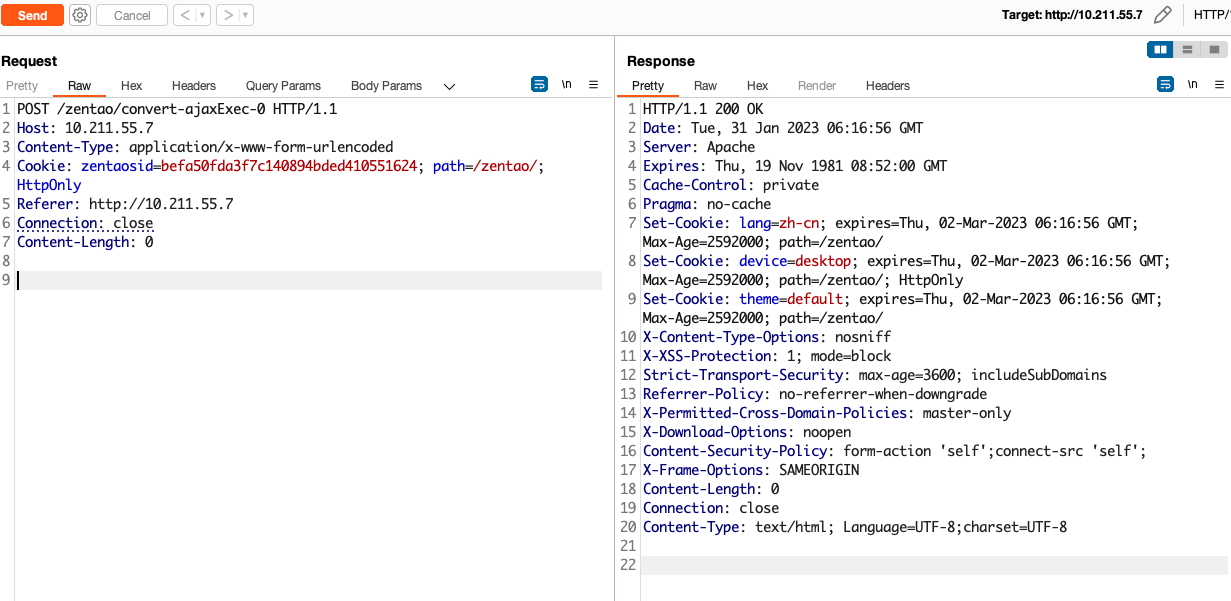 Send Cancel < ▼ > ▼ Target: http://10.211.55.7 HTTP/
Request
Pretty Raw Hex Headers Query Params Body Params \n
1 POST /zentao/convert-ajaxExec-0 HTTP/1.1
2 Host: 10.211.55.7
3 Content-Type: application/x-www-form-urlencoded
4 Cookie: zentaosid=befa50fda3f7c140894bded410551624; path=/zentao/;
HttpOnly
5 Referer: http://10.211.55.7
6 Connection: close
7 Content-Length: 0
8
9
Response
Pretty Raw Hex Render Headers \n
1 HTTP/1.1 200 OK
2 Date: Tue, 31 Jan 2023 06:16:56 GMT
3 Server: Apache
4 Expires: Thu, 19 Nov 1981 08:52:00 GMT
5 Cache-Control: private
6 Pragma: no-cache
7 Set-Cookie: lang=zh-cn; expires=Thu, 02-Mar-2023 06:16:56 GMT;
Max-Age=2592000; path=/zentao/
8 Set-Cookie: device=desktop; expires=Thu, 02-Mar-2023 06:16:56 GMT;
Max-Age=2592000; path=/zentao/; HttpOnly
9 Set-Cookie: theme=default; expires=Thu, 02-Mar-2023 06:16:56 GMT;
Max-Age=2592000; path=/zentao/
10 X-Content-Type-Options: nosniff
11 X-XSS-Protection: 1; mode=block
12 Strict-Transport-Security: max-age=3600; includeSubDomains
13 Referrer-Policy: no-referrer-when-downgrade
14 X-Permitted-Cross-Domain-Policies: master-only
15 X-Download-Options: noopen
16 Content-Security-Policy: form-action 'self';connect-src 'self';
17 X-Frame-Options: SAMEORIGIN
18 Content-Length: 0
19 Connection: close
20 Content-Type: text/html; Language=UTF-8;charset=UTF-8
21
22